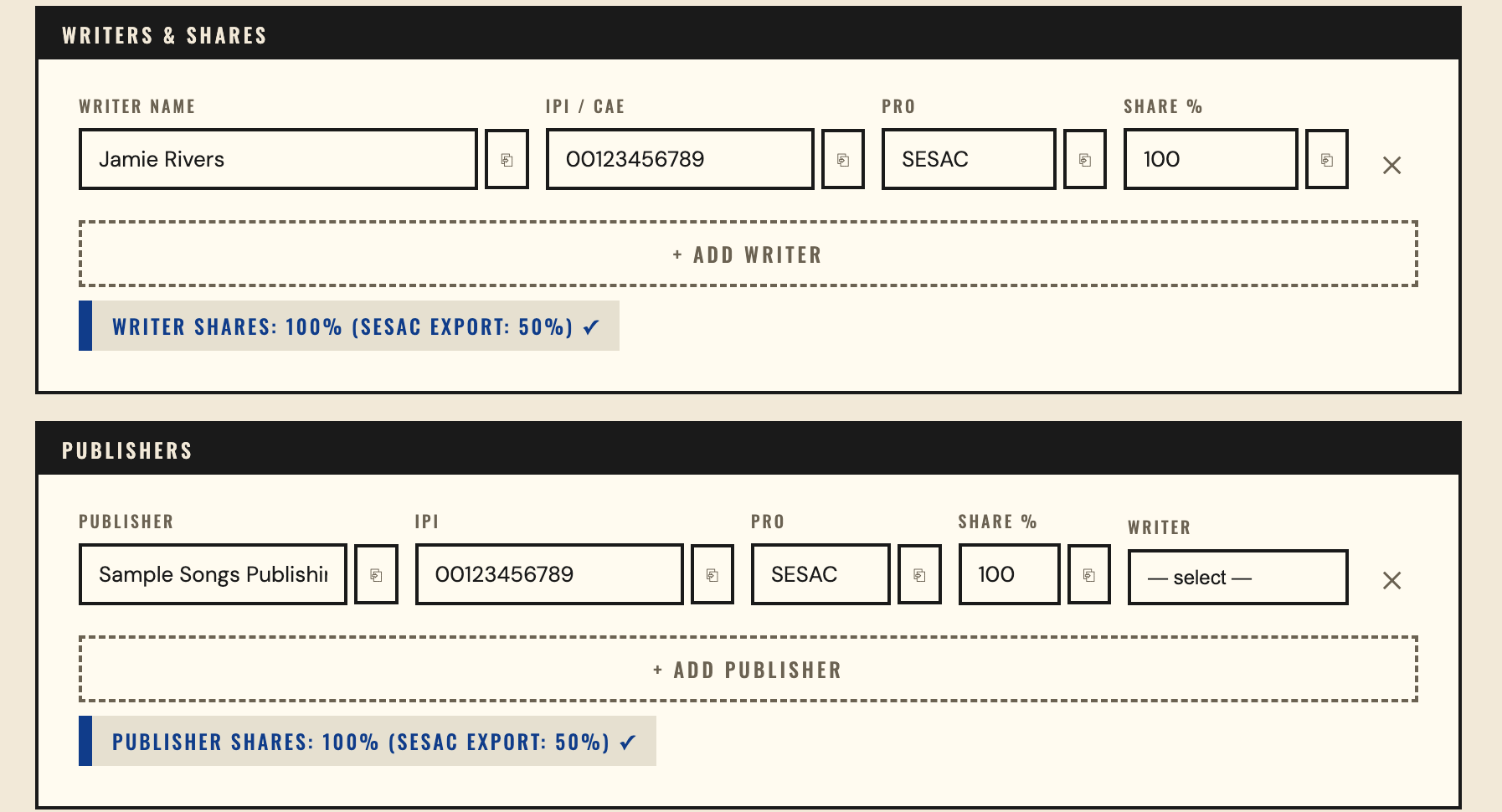 WRITERS & SHARES
WRITER NAME IPI / CAE PRO SHARE %
Jamie Rivers 00123456789 SESAC 100 ×
+ ADD WRITER
WRITER SHARES: 100% (SESAC EXPORT: 50%) ✓
PUBLISHERS
PUBLISHER IPI PRO SHARE % WRITER
Sample Songs Publishin 00123456789 SESAC 100 — select — ×
+ ADD PUBLISHER
PUBLISHER SHARES: 100% (SESAC EXPORT: 50%) ✓